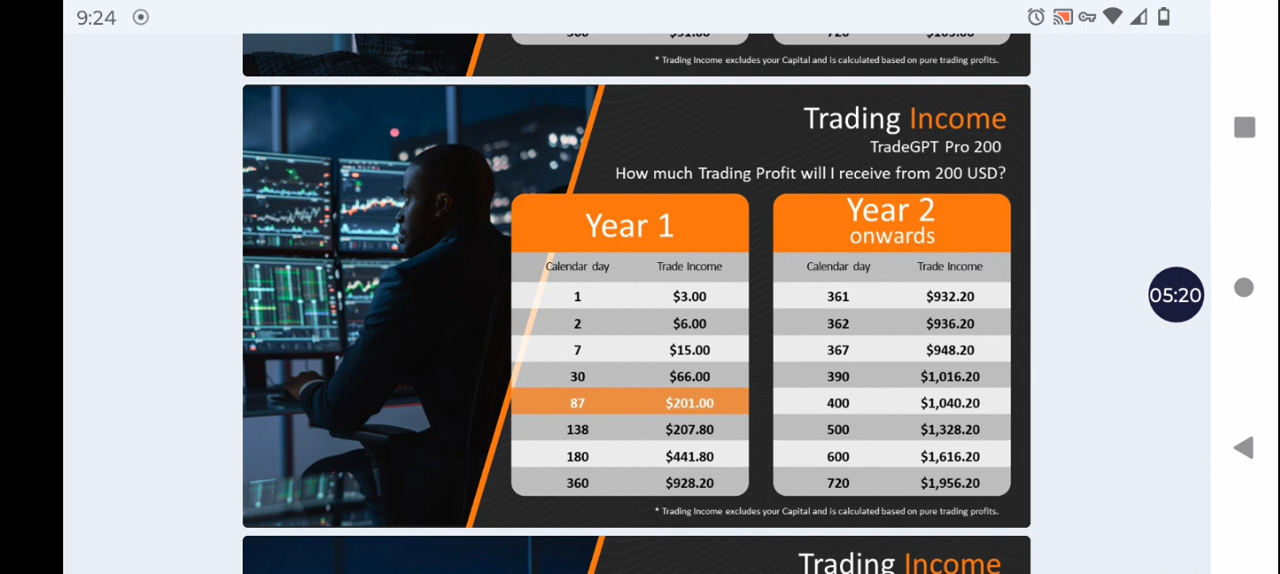 9:24
* Trading Income excludes your Capital and is calculated based on pure trading profits.
Trading Income
TradeGPT Pro 200
How much Trading Profit will I receive from 200 USD?
Year 1
Calendar day Trade Income
1 $3.00
2 $6.00
7 $15.00
30 $66.00
87 $201.00
138 $207.80
180 $441.80
360 $928.20
Year 2
onwards
Calendar day Trade Income
361 $932.20
362 $936.20
367 $948.20
390 $1,016.20
400 $1,040.20
500 $1,328.20
600 $1,616.20
720 $1,956.20
* Trading Income excludes your Capital and is calculated based on pure trading profits.
05:20
Trading Income